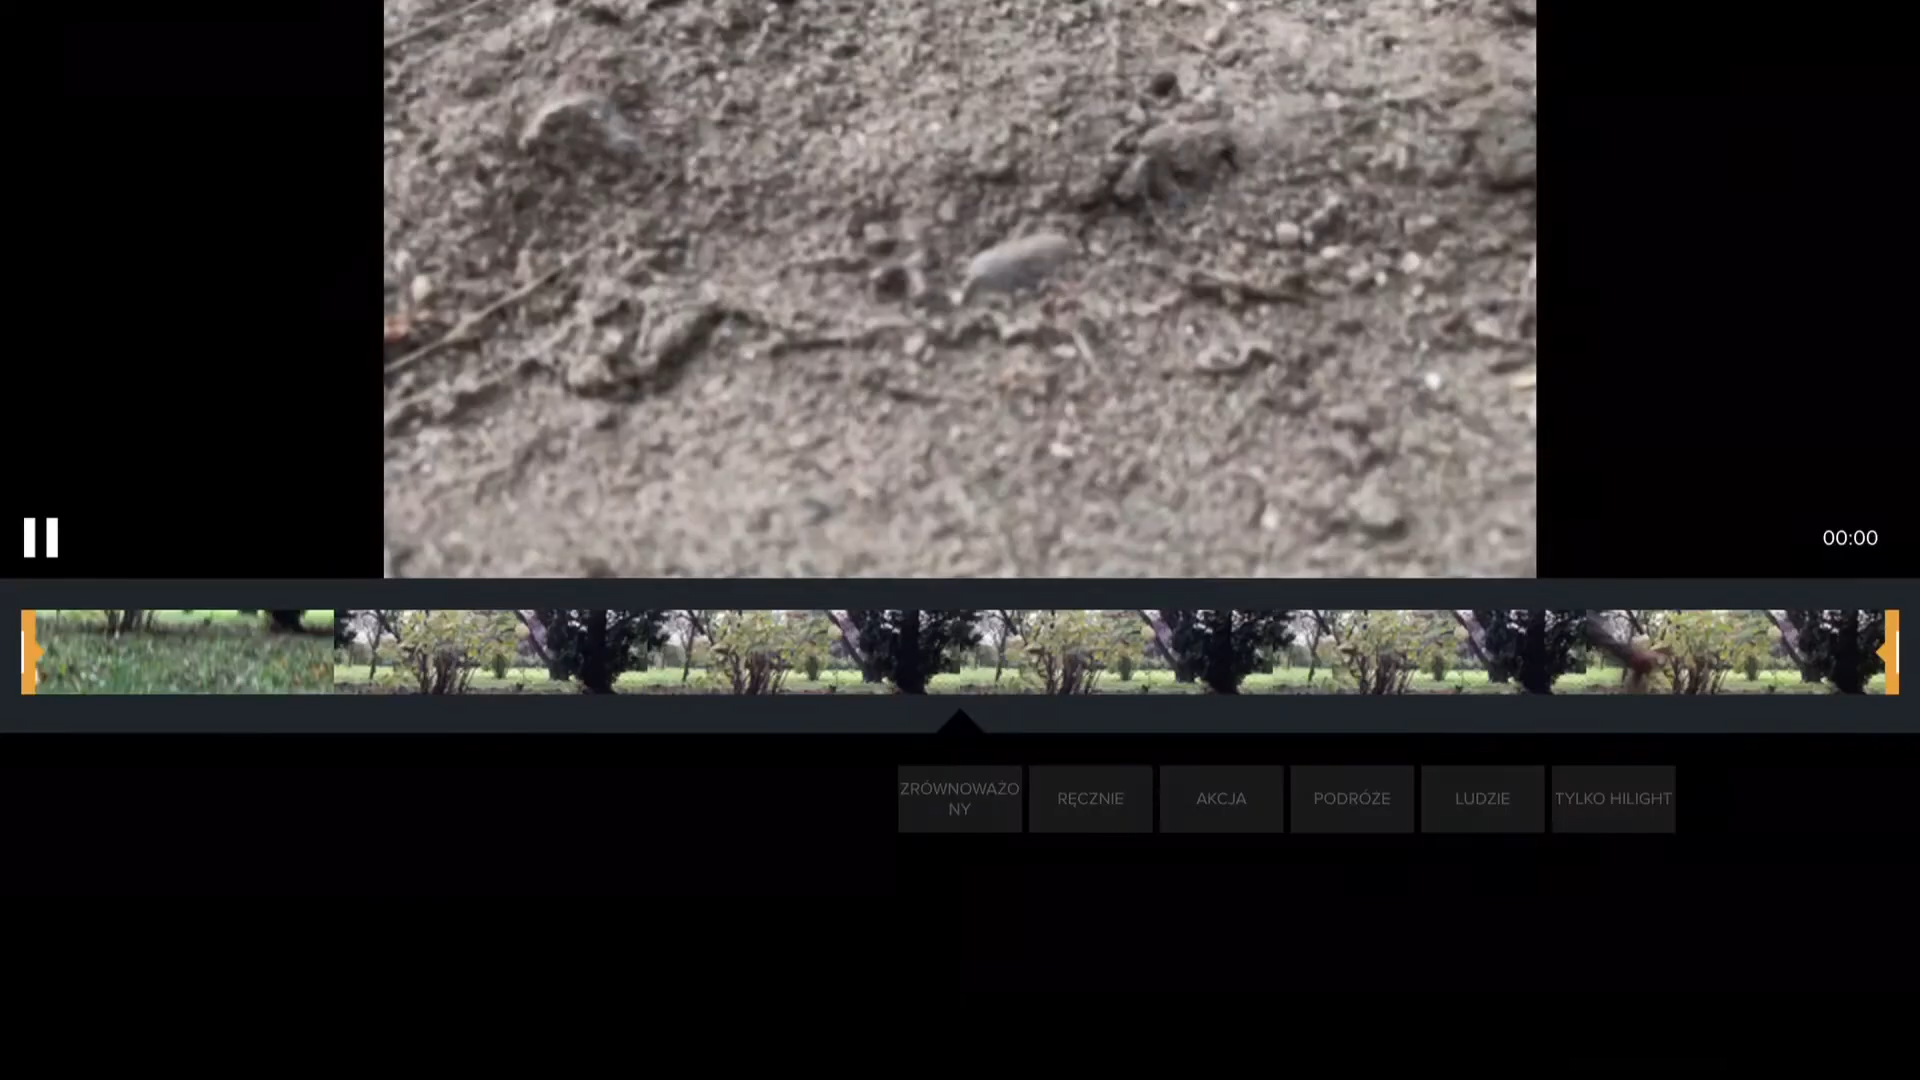 00:00
ZRÓWNOWAŻO
NY
RĘCZNIE
AKCJA
PODRÓŻE
LUDZIE
TYLKO HILIGHT